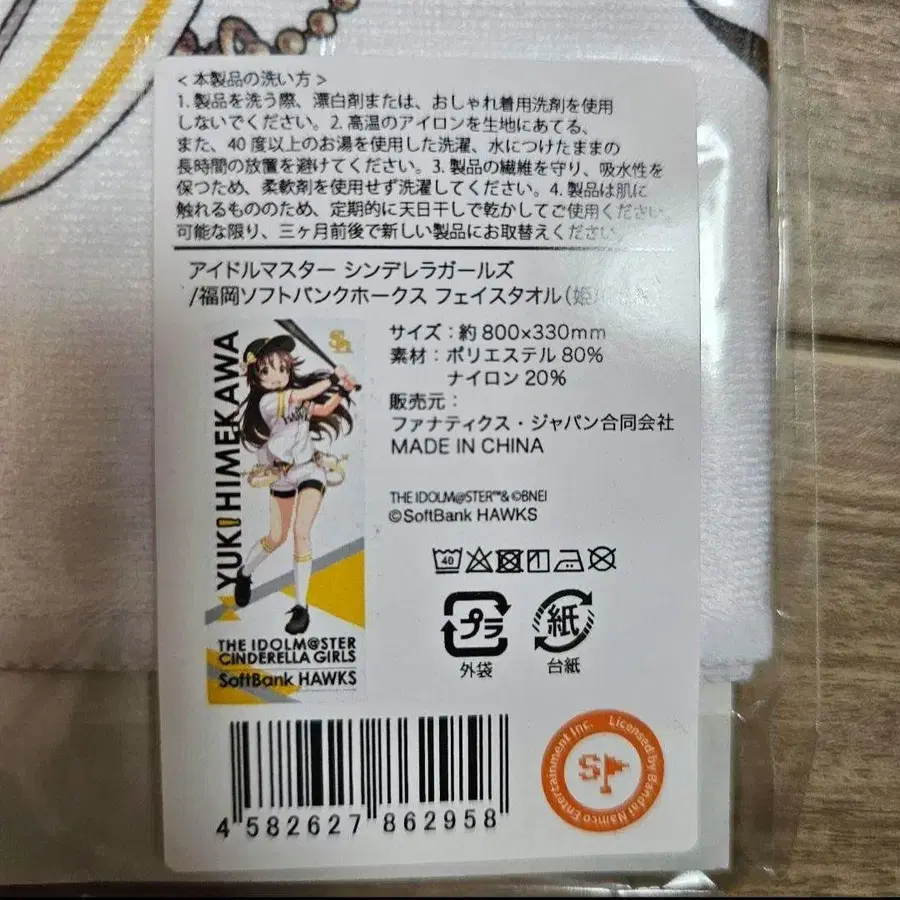 <本製品の洗い方>
1. 製品を洗う際、漂白剤または、おしゃれ着用洗剤を使用
しないでください。2. 高温のアイロンを生地にあてる、
また、40度以上のお湯を使用した洗濯、水につけたままの
長時間の放置を避けてください。3. 製品の繊維を守り、吸水性を
保つため、柔軟剤を使用せず洗濯してください。4. 製品は肌に
触れるもののため、定期的に天日干しで乾かしてご使用ください。
可能な限り、三ヶ月前後で新しい製品にお取替えください。
アイドルマスター シンデレラガールズ
/福岡ソフトバンクホークス フェイスタオル(姫川
YUKI HIMEKAWA
THE IDOLM@STER
CINDERELLA GIRLS
SoftBank HAWKS
サイズ:約 800×330mm
素材:ポリエステル 80%
ナイロン 20%
販売元:
ファナティクス・ジャパン合同会社
MADE IN CHINA
THE IDOLM@STER™& ©BNEI
©SoftBank HAWKS
40
プラ
外袋
紙
台紙
4 582627 862958
Licensed by Bandai Namco Entertainment Inc.